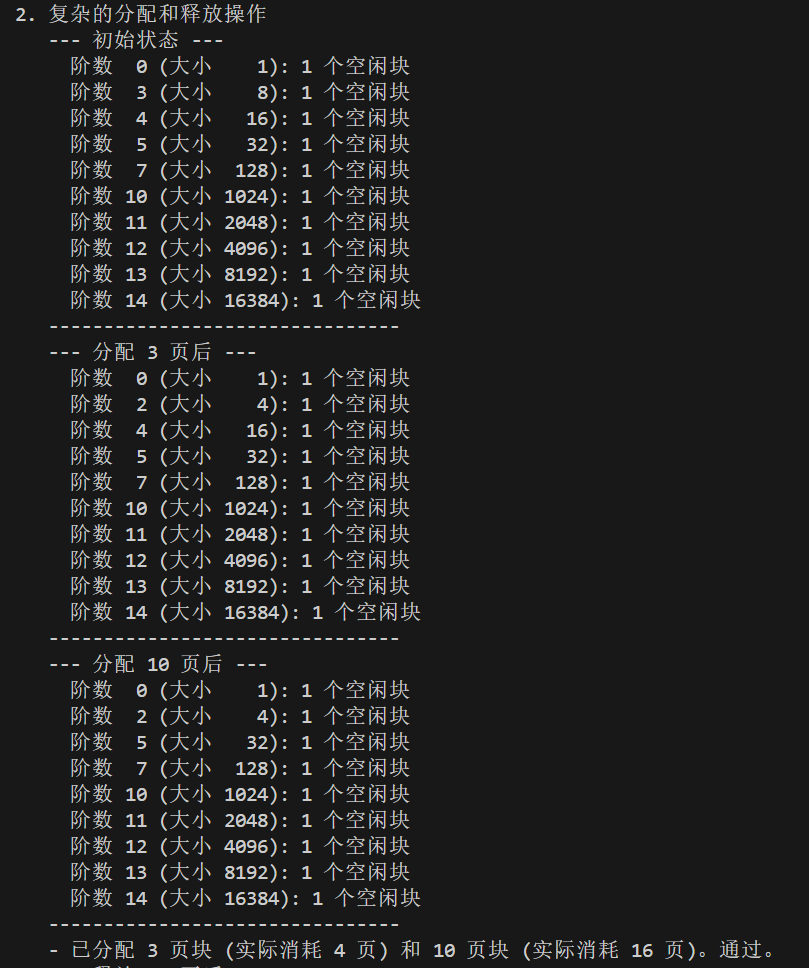 2. 复杂的分配和释放操作
--- 初始状态 ---
阶数  0 (大小    1): 1 个空闲块
阶数  3 (大小    8): 1 个空闲块
阶数  4 (大小   16): 1 个空闲块
阶数  5 (大小   32): 1 个空闲块
阶数  7 (大小  128): 1 个空闲块
阶数 10 (大小 1024): 1 个空闲块
阶数 11 (大小 2048): 1 个空闲块
阶数 12 (大小 4096): 1 个空闲块
阶数 13 (大小 8192): 1 个空闲块
阶数 14 (大小 16384): 1 个空闲块
--------------------------------
--- 分配 3 页后 ---
阶数  0 (大小    1): 1 个空闲块
阶数  2 (大小    4): 1 个空闲块
阶数  4 (大小   16): 1 个空闲块
阶数  5 (大小   32): 1 个空闲块
阶数  7 (大小  128): 1 个空闲块
阶数 10 (大小 1024): 1 个空闲块
阶数 11 (大小 2048): 1 个空闲块
阶数 12 (大小 4096): 1 个空闲块
阶数 13 (大小 8192): 1 个空闲块
阶数 14 (大小 16384): 1 个空闲块
--------------------------------
--- 分配 10 页后 ---
阶数  0 (大小    1): 1 个空闲块
阶数  2 (大小    4): 1 个空闲块
阶数  5 (大小   32): 1 个空闲块
阶数  7 (大小  128): 1 个空闲块
阶数 10 (大小 1024): 1 个空闲块
阶数 11 (大小 2048): 1 个空闲块
阶数 12 (大小 4096): 1 个空闲块
阶数 13 (大小 8192): 1 个空闲块
阶数 14 (大小 16384): 1 个空闲块
--------------------------------
- 已分配 3 页块 (实际消耗 4 页) 和 10 页块 (实际消耗 16 页)。通过。